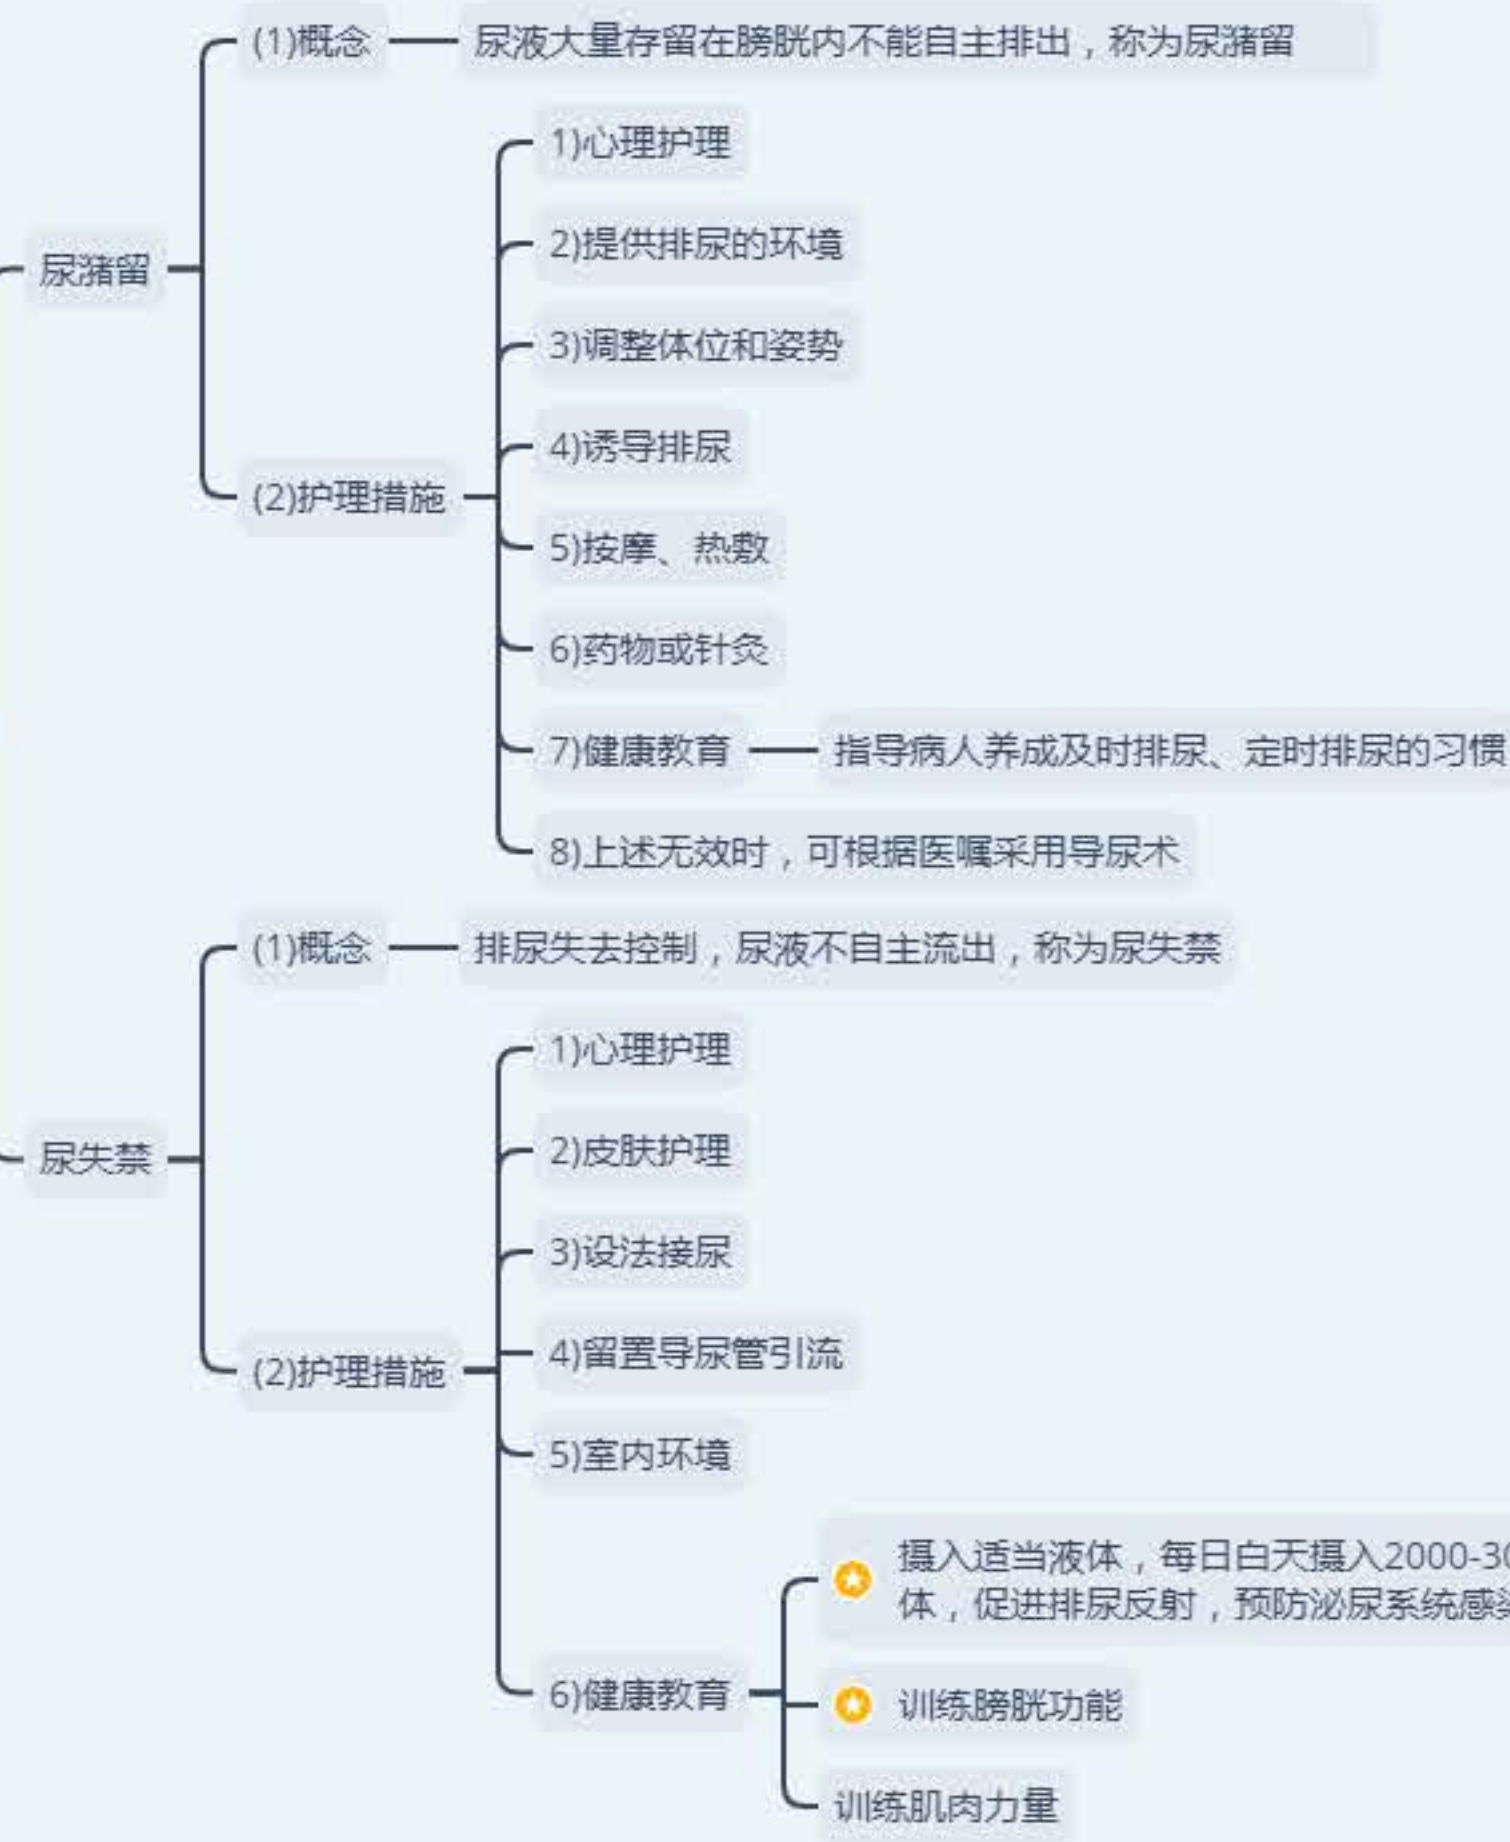 (1)概念
尿液大量存留在膀胱内不能自主排出，称为尿潴留
1)心理护理
2)提供排尿的环境
尿潴留
3)调整体位和姿势
4)诱导排尿
(2)护理措施
5)按摩、热敷
6)药物或针灸
7)健康教育
指导病人养成及时排尿、定时排尿的习惯
8)上述无效时，可根据医嘱采用导尿术
(1)概念
排尿失去控制，尿液不自主流出，称为尿失禁
1)心理护理
尿失禁
2)皮肤护理
3)设法接尿
4)留置导尿管引流
(2)护理措施
5)室内环境
摄入适当液体，每日白天摄入2000-3
体，促进排尿反射，预防泌尿系统感
6)健康教育
训练膀胱功能
训练肌肉力量